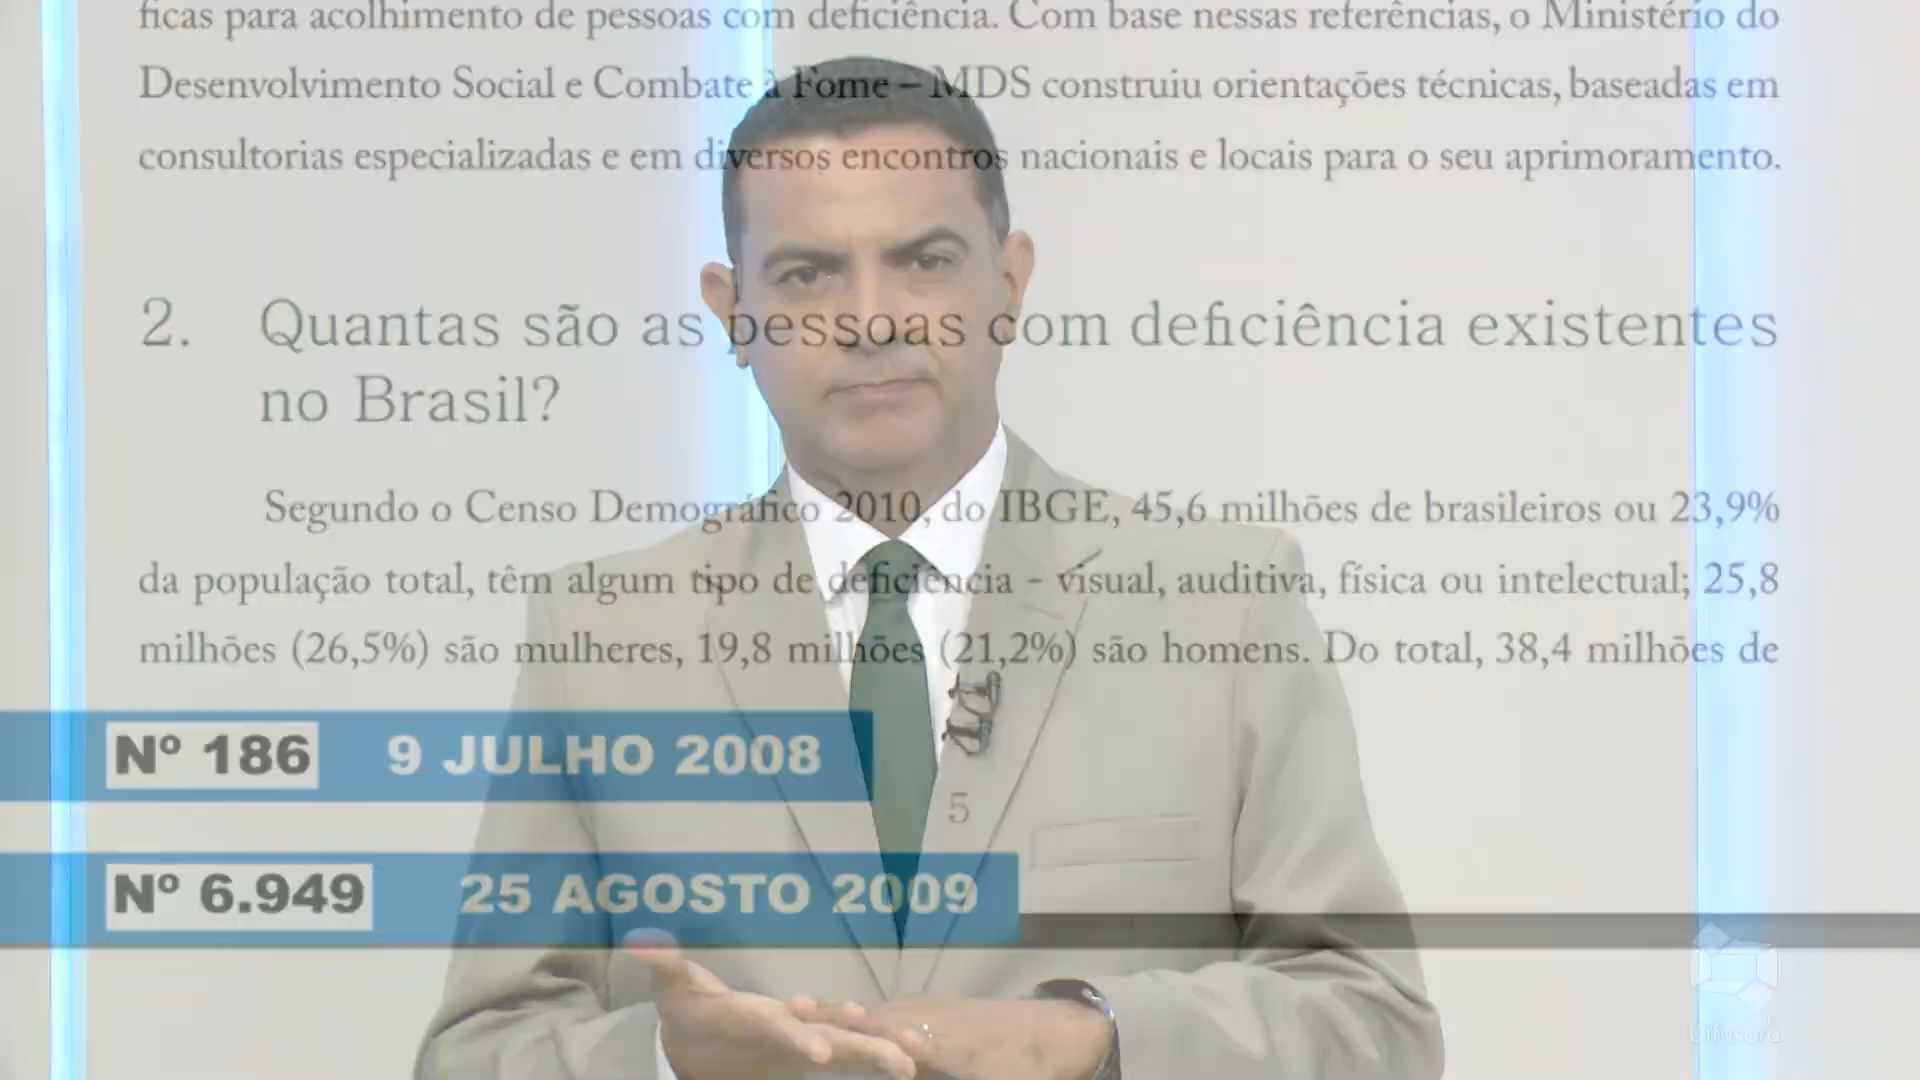 ficas para acolhimento de pessoas com deficiência. Com base nessas referências, o Ministério do
Desenvolvimento Social e Combate à Fome – MDS construiu orientações técnicas, baseadas em
consultorias especializadas e em diversos encontros nacionais e locais para o seu aprimoramento.
2. Quantas são as pessoas com deficiência existentes
no Brasil?
Segundo o Censo Demográfico 2010, do IBGE, 45,6 milhões de brasileiros ou 23,9%
da população total, têm algum tipo de deficiência - visual, auditiva, física ou intelectual; 25,8
milhões (26,5%) são mulheres, 19,8 milhões (21,2%) são homens. Do total, 38,4 milhões de
Nº 186 9 JULHO 2008
5
Nº 6.949 25 AGOSTO 2009
Difusora